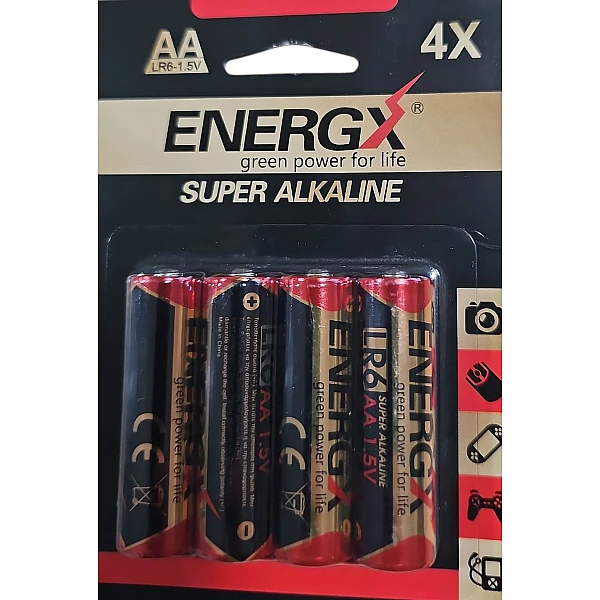 AA
LR6-1.5V
4X
ENERGX®
green power for life
SUPER ALKALINE
ENERGX
green power for life
CE
LR6 AA 1.5V
Made in China
ENERGX
green power for life
CE
LR6 AA 1.5V
SUPER ALKALINE
ENERGX
green power for life